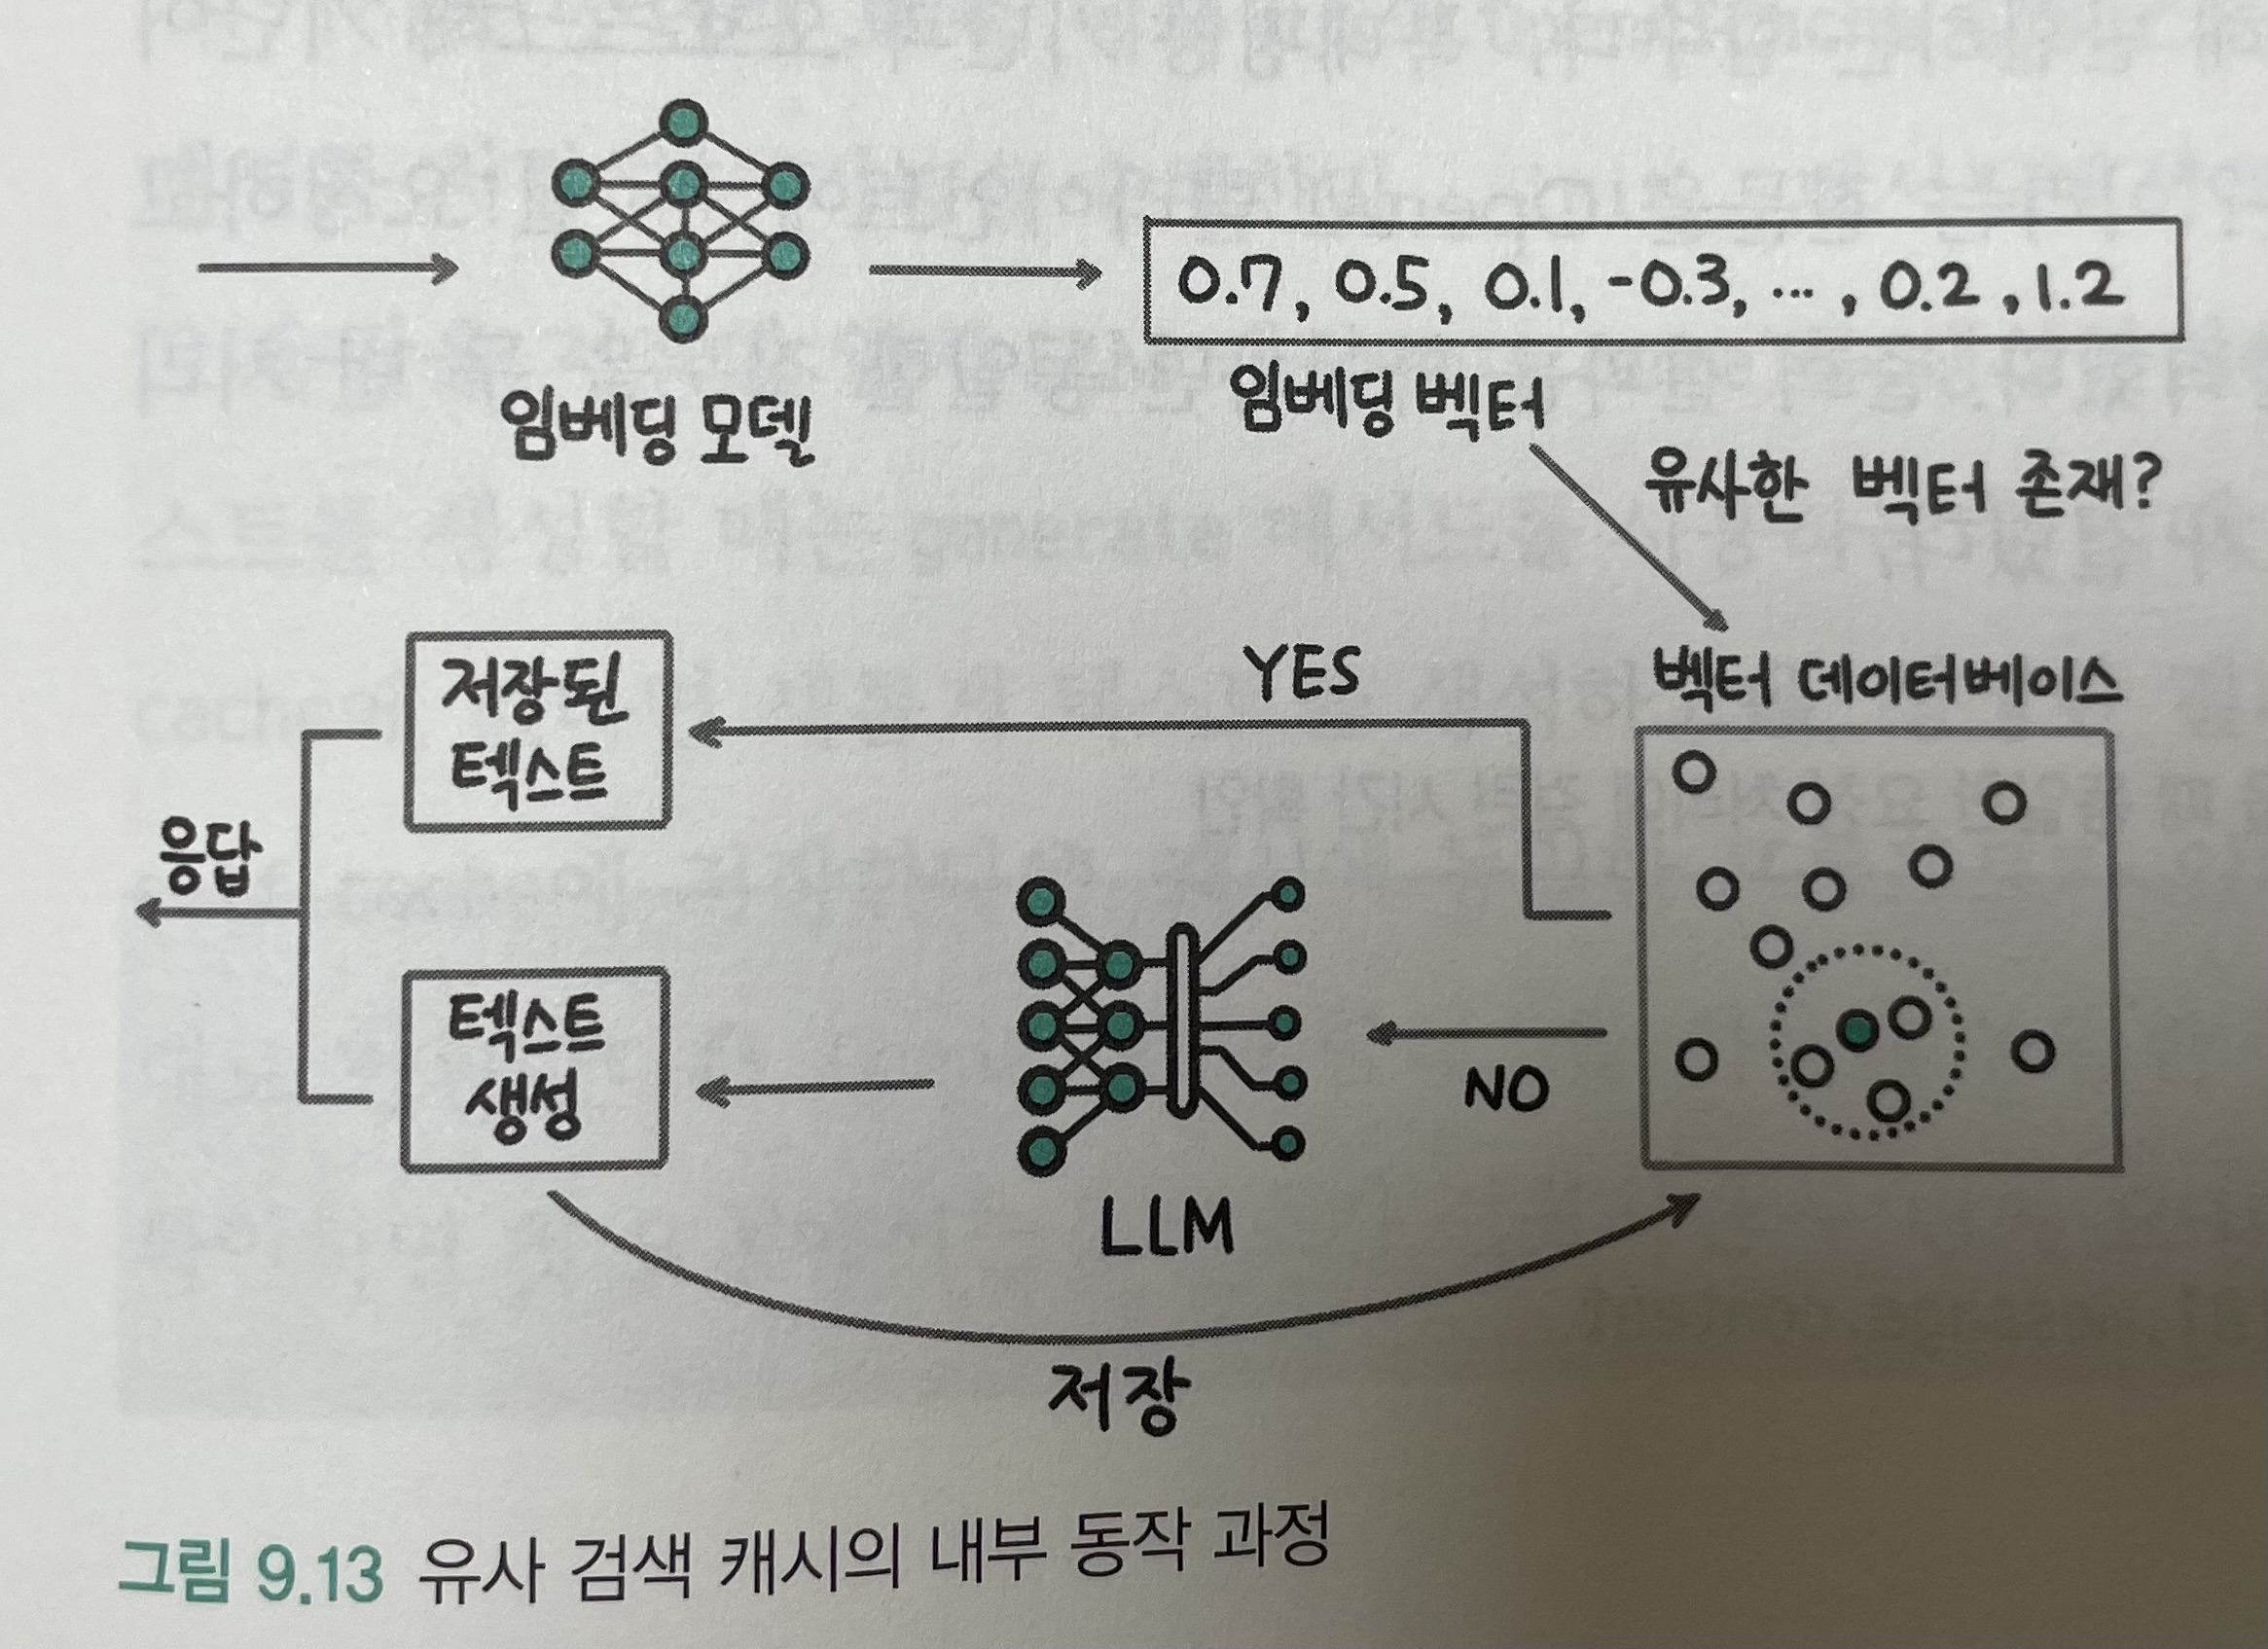 임베딩 모델
0.7, 0.5, 0.1, -0.3, ... , 0.2 , 1.2
임베딩 벡터
유사한 벡터 존재?
벡터 데이터베이스
YES
저장된
텍스트
응답
NO
텍스트
생성
LLM
저장
그림 9.13 유사 검색 캐시의 내부 동작 과정